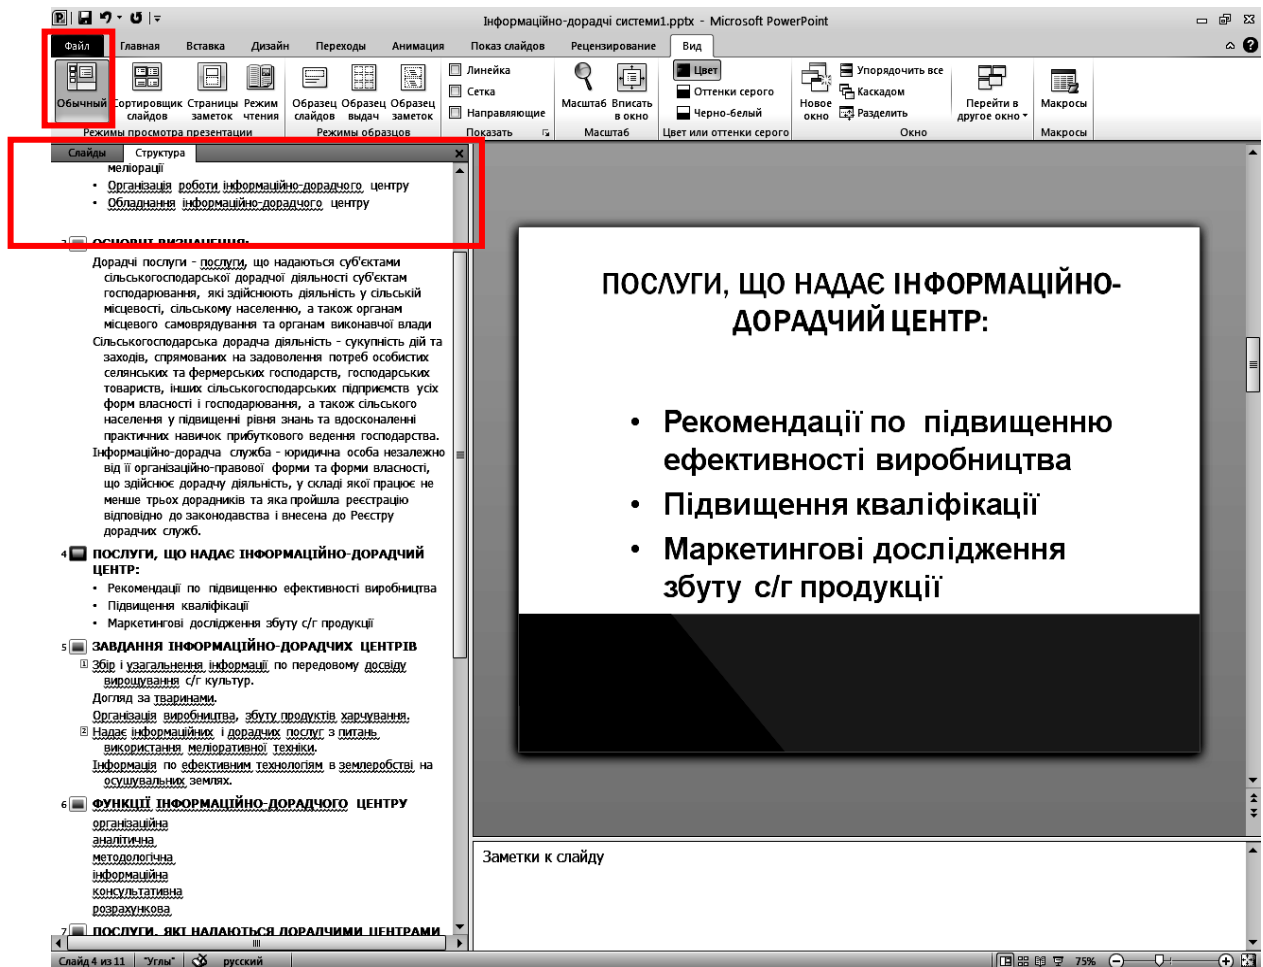 Інформаційно-дорадчі системи1.pptx - Microsoft PowerPoint
Файл Главная Вставка Дизайн Переходы Анимация Показ слайдов Рецензирование Вид
Обычный Сортировщик слайдов Страницы заметок Режим чтения
Режимы просмотра презентации
Образец слайдов Образец выдач Образец заметок
Режимы образцов
Линейка
Сетка
Направляющие
Показать
Масштаб Вписать в окно
Масштаб
Цвет
Оттенки серого
Черно-белый
Цвет или оттенки серого
Новое окно
Упорядочить все
Каскадом
Разделить
Перейти в другое окно
Окно
Макросы
Макросы
Слайды Структура
меліорації
• Організація роботи інформаційно-дорадчого центру
• Обладнання інформаційно-дорадчого центру
3 ОСНОВНІ ВИЗНАЧЕННЯ:
Дорадчі послуги - послуги, що надаються суб'єктами
сільськогосподарської дорадчої діяльності суб'єктам
господарювання, які здійснюють діяльність у сільській
місцевості, сільському населенню, а також органам
місцевого самоврядування та органам виконавчої влади
Сільськогосподарська дорадча діяльність - сукупність дій та
заходів, спрямованих на задоволення потреб особистих
селянських та фермерських господарств, господарських
товариств, інших сільськогосподарських підприємств усіх
форм власності і господарювання, а також сільського
населення у підвищенні рівня знань та вдосконаленні
практичних навичок прибуткового ведення господарства.
Інформаційно-дорадча служба - юридична особа незалежно
від її організаційно-правової форми та форми власності,
що здійснює дорадчу діяльність, у складі якої працює не
менше трьох дорадників та яка пройшла реєстрацію
відповідно до законодавства і внесена до Реєстру
дорадчих служб.
4 ПОСЛУГИ, ЩО НАДАЄ ІНФОРМАЦІЙНО-ДОРАДЧИЙ
ЦЕНТР:
• Рекомендації по підвищенню ефективності виробництва
• Підвищення кваліфікації
• Маркетингові дослідження збуту с/г продукції
5 ЗАВДАННЯ ІНФОРМАЦІЙНО-ДОРАДЧИХ ЦЕНТРІВ
1 Збір і узагальнення інформації по передовому досвіду
вирощування с/г культур.
Догляд за тваринами.
Організація виробництва, збуту продуктів харчування.
2 Надає інформаційних і дорадчих послуг з питань
використання меліоративної техніки.
Інформація по ефективним технологіям в землеробстві на
осушувальних землях.
6 ФУНКЦІЇ ІНФОРМАЦІЙНО-ДОРАДЧОГО ЦЕНТРУ
організаційна
аналітична
методологічна
інформаційна
консультативна
розрахункова
7 ПОСЛУГИ, ЯКІ НАДАЮТЬСЯ ДОРАДЧИМИ ЦЕНТРАМИ
ПОСЛУГИ, ЩО НАДАЄ ІНФОРМАЦІЙНО-
ДОРАДЧИЙ ЦЕНТР:
• Рекомендації по підвищенню
ефективності виробництва
• Підвищення кваліфікації
• Маркетингові дослідження
збуту с/г продукції
Заметки к слайду
Слайд 4 из 11 "Углы" русский 75%